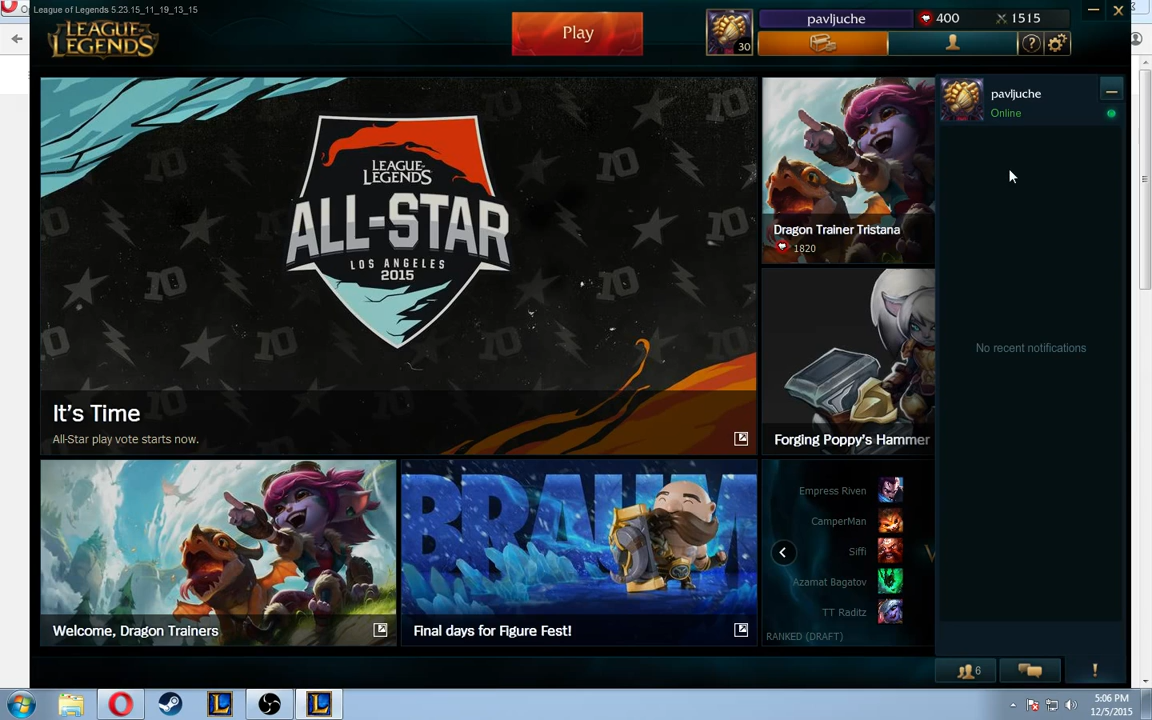 League of Legends 5.23.15_11_19_13_15
LEAGUE of LEGENDS
Play
30
pavljuche
400
1515
?
LEAGUE of LEGENDS
ALL-STAR
LOS ANGELES
2015
It's Time
All-Star play vote starts now.
Dragon Trainer Tristana
1820
Forging Poppy's Hammer
pavljuche
Online
No recent notifications
Welcome, Dragon Trainers
BRAUM
Final days for Figure Fest!
Empress Riven
CamperMan
Siffi
Azamat Bagatov
TT Raditz
RANKED (DRAFT)
6
!
5:06 PM
12/5/2015